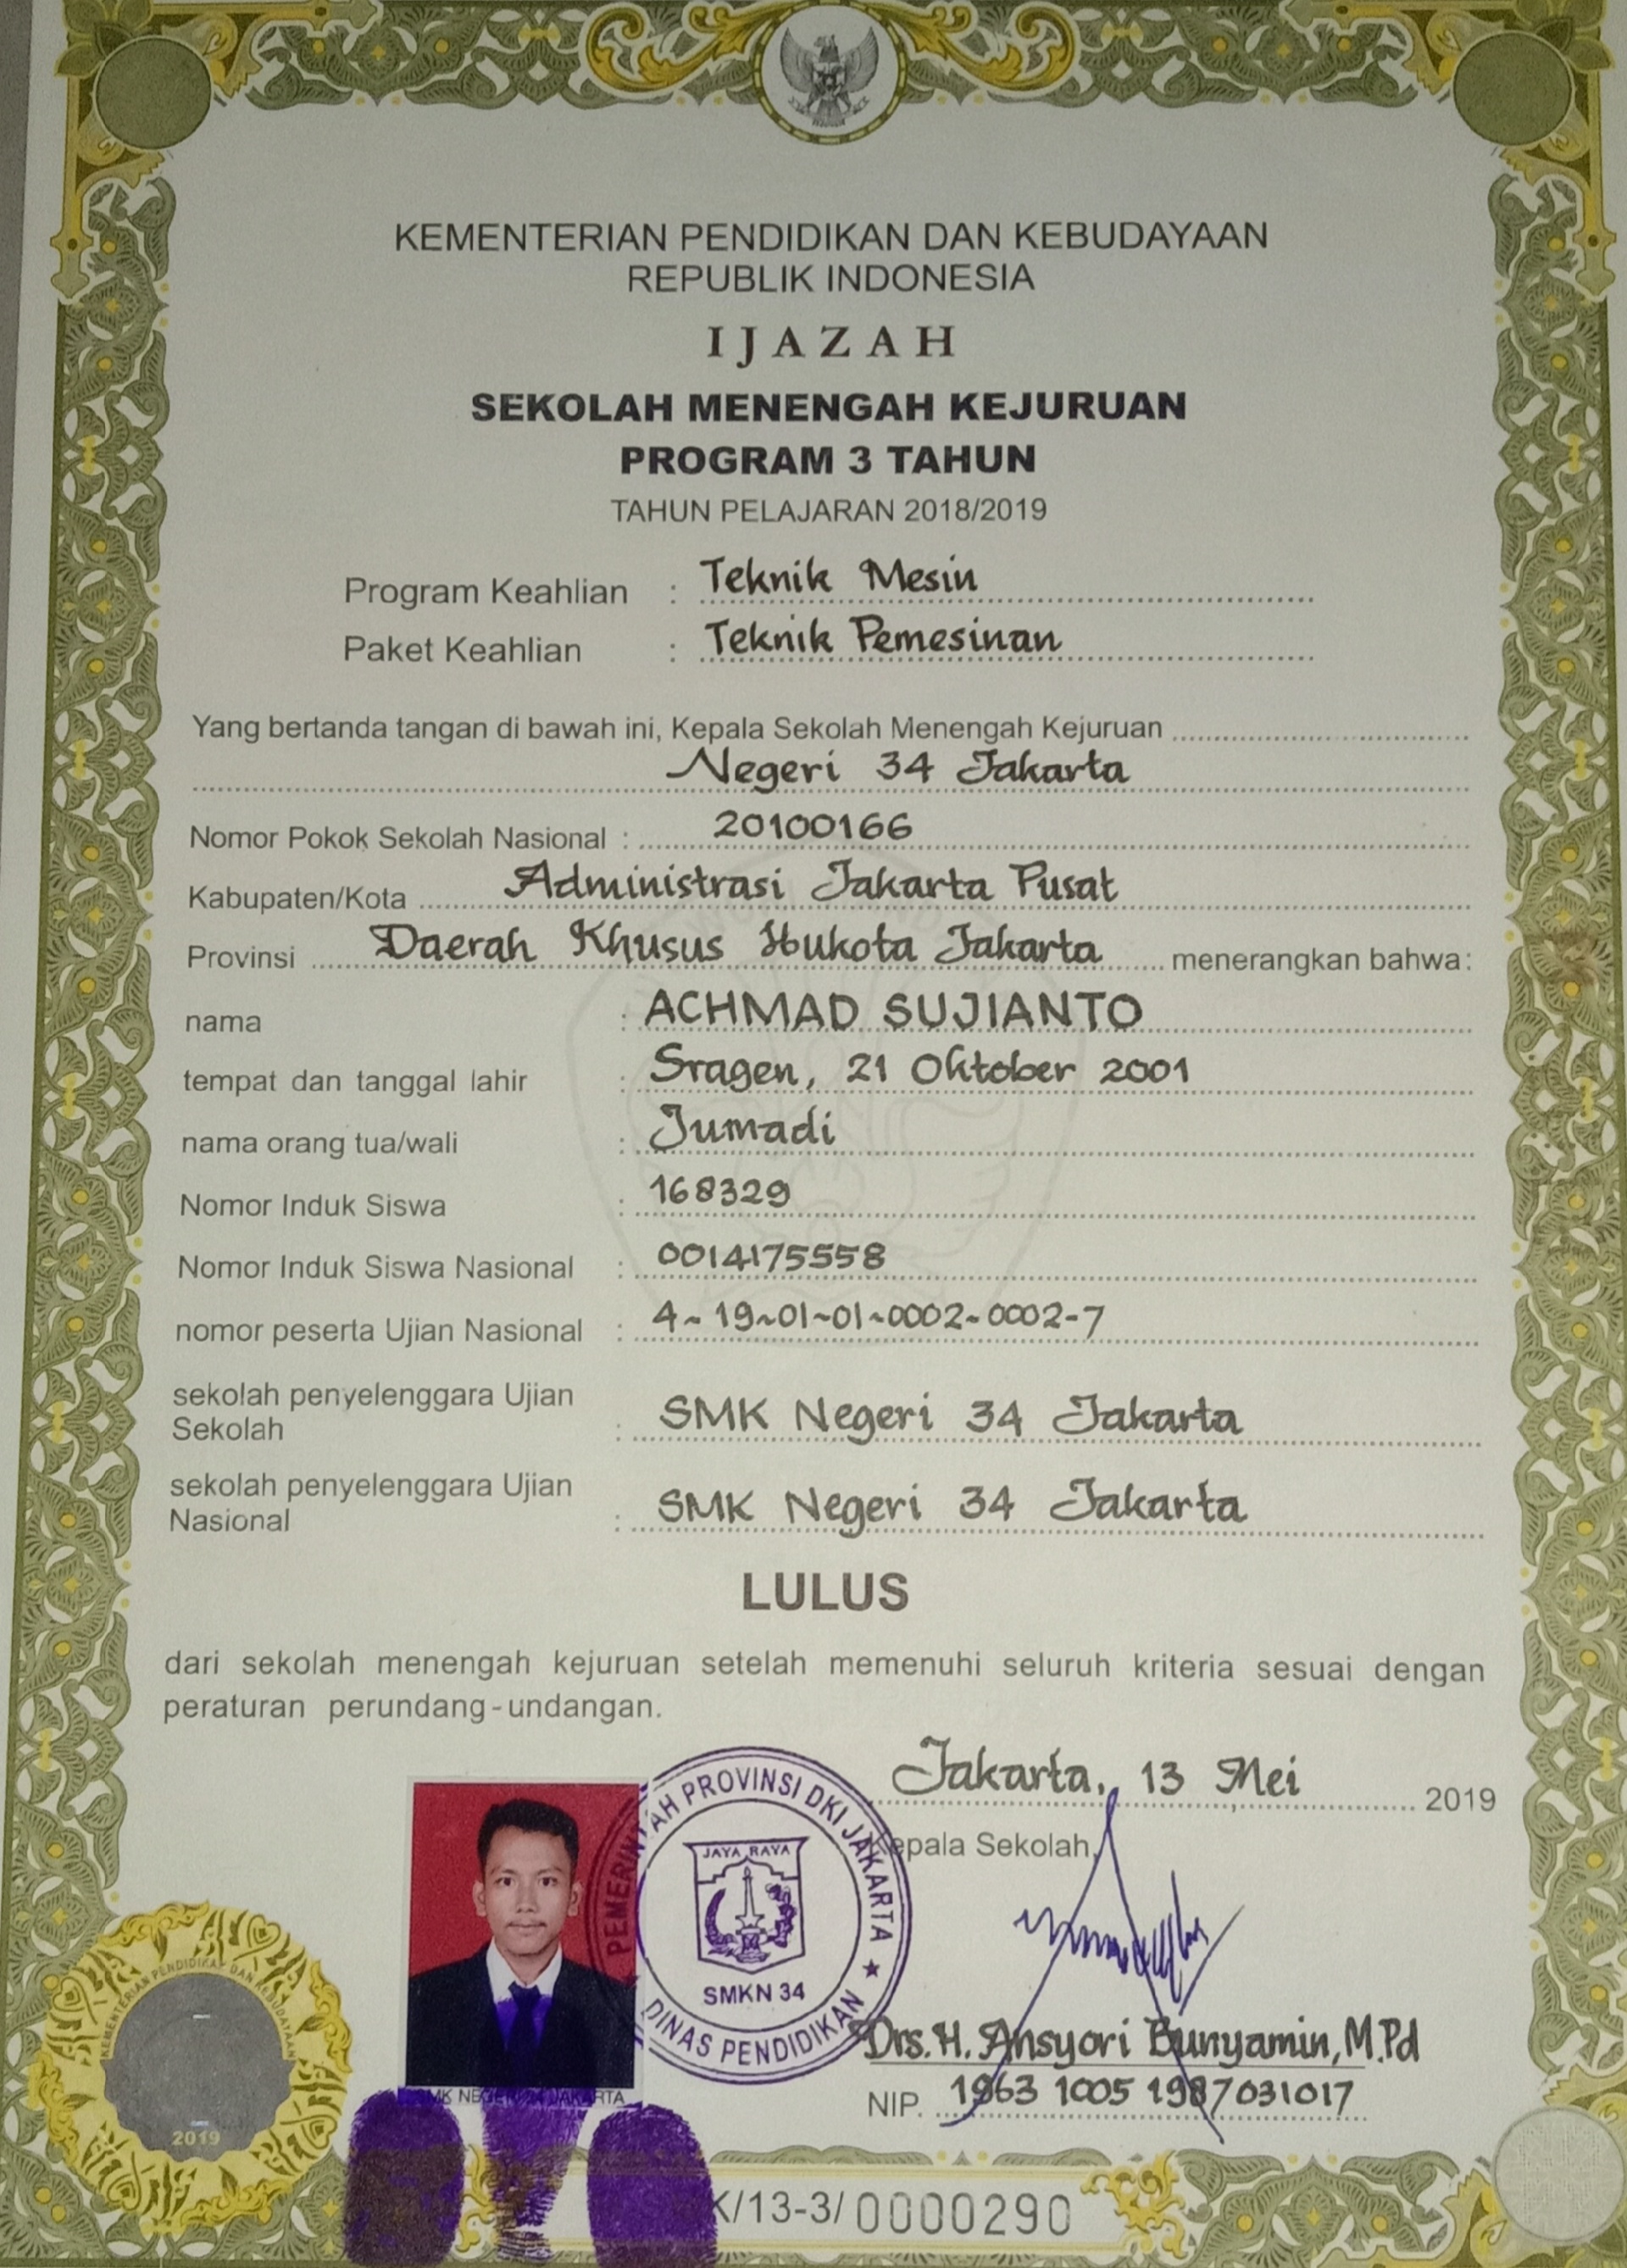 KEMENTERIAN PENDIDIKAN DAN KEBUDAYAAN
REPUBLIK INDONESIA
IJAZAH
SEKOLAH MENENGAH KEJURUAN
PROGRAM 3 TAHUN
TAHUN PELAJARAN 2018/2019
Program Keahlian : Teknik Mesin
Paket Keahlian : Teknik Pemesinan
Yang bertanda tangan di bawah ini, Kepala Sekolah Menengah Kejuruan
Negeri 34 Jakarta
Nomor Pokok Sekolah Nasional : 20100166
Kabupaten/Kota Administrasi Jakarta Pusat
Provinsi Daerah Khusus Ibukota Jakarta menerangkan bahwa:
nama : ACHMAD SUJIANTO
tempat dan tanggal lahir : Sragen, 21 Oktober 2001
nama orang tua/wali : Jumadi
Nomor Induk Siswa : 168329
Nomor Induk Siswa Nasional : 0014175558
nomor peserta Ujian Nasional : 4-19-01-01-0002-0002-7
sekolah penyelenggara Ujian
Sekolah : SMK Negeri 34 Jakarta
sekolah penyelenggara Ujian
Nasional : SMK Negeri 34 Jakarta
LULUS
dari sekolah menengah kejuruan setelah memenuhi seluruh kriteria sesuai dengan
peraturan perundang-undangan.
Jakarta, 13 Mei 2019
Kepala Sekolah,
PEMERINTAH PROVINSI DKI JAKARTA
JAYA RAYA
SMKN 34
DINAS PENDIDIKAN
Drs. H. Ansyori Bunyamin, M.Pd
NIP. 1963 1005 1987031017
SMK NEGERI 34 JAKARTA
KEMENTERIAN PENDIDIKAN DAN KEBUDAYAAN
2019
K/13-3/ 0000290